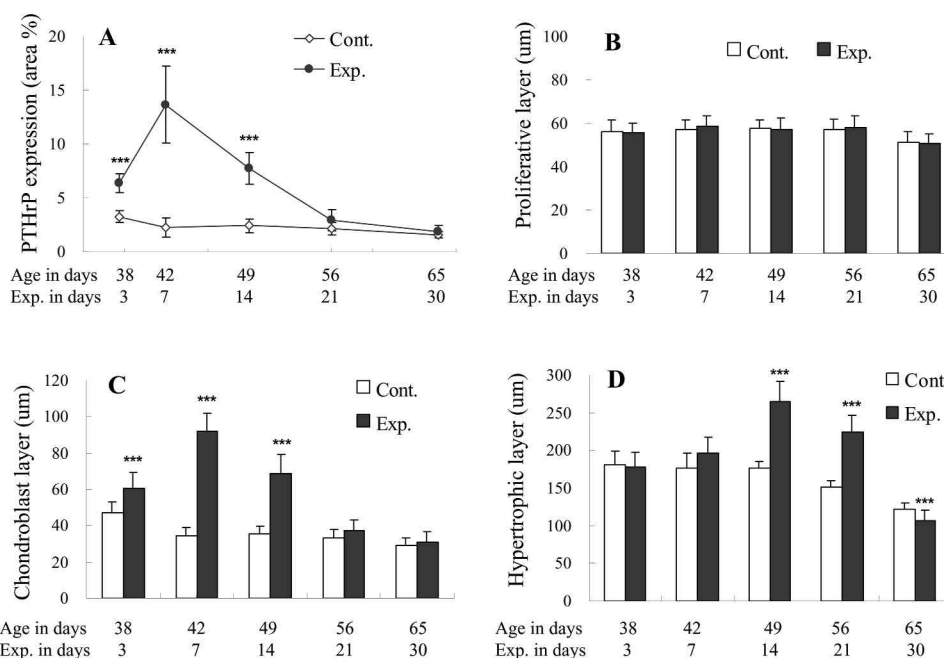 A
Cont.
Exp.
PTHrP expression (area %)
20
15
10
5
0
***
***
***
Age in days 38 42 49 56 65
Exp. in days 3 7 14 21 30
B
Cont. Exp.
Proliferative layer (um)
100
80
60
40
20
0
Age in days 38 42 49 56 65
Exp. in days 3 7 14 21 30
C
Cont.
Exp.
Chondroblast layer (um)
120
100
80
60
40
20
0
***
***
***
Age in days 38 42 49 56 65
Exp. in days 3 7 14 21 30
D
Cont.
Exp.
Hypertrophic layer (um)
300
250
200
150
100
50
0
***
***
***
Age in days 38 42 49 56 65
Exp. in days 3 7 14 21 30